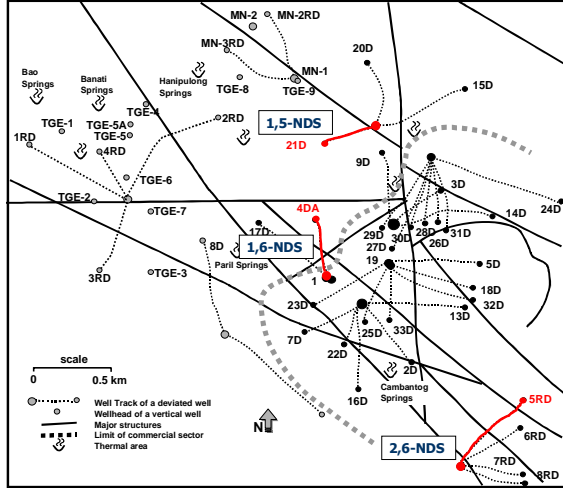 MN-2
MN-2RD
MN-3RD
20D
Bao
Springs
Banati
Springs
Hanipulong
Springs
MN-1
TGE-8
TGE-9
15D
TGE-4
TGE-1
TGE-5A
TGE-5
2RD
1,5-NDS
1RD
4RD
21D
9D
TGE-6
3D
TGE-2
4DA
24D
TGE-7
17D
14D
29D
30D
28D
31D
26D
8D
1,6-NDS
27D
Paril Springs
19
5D
TGE-3
1
3RD
18D
23D
32D
13D
25D
33D
7D
22D
scale
2D
0
0.5 km
Cambantog
Springs
16D
5RD
Well Track of a deviated well
Wellhead of a vertical well
Major structures
N
6RD
Limit of commercial sector
2,6-NDS
Thermal area
7RD
8RD